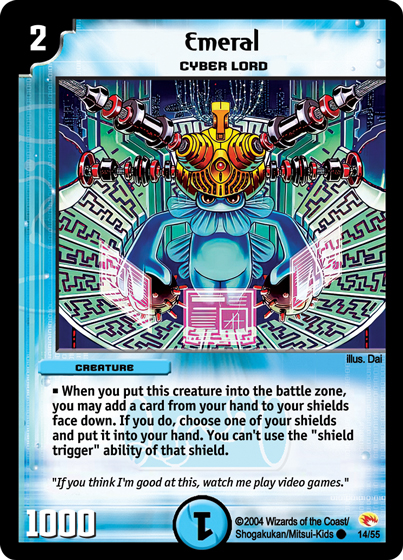 2
Emeral
CYBER LORD
illus. Dai
CREATURE
▪ When you put this creature into the battle zone,
you may add a card from your hand to your shields
face down. If you do, choose one of your shields
and put it into your hand. You can't use the "shield
trigger" ability of that shield.
"If you think I'm good at this, watch me play video games."
1000
1
©2004 Wizards of the Coast/
Shogakukan/Mitsui-Kids ● 14/55